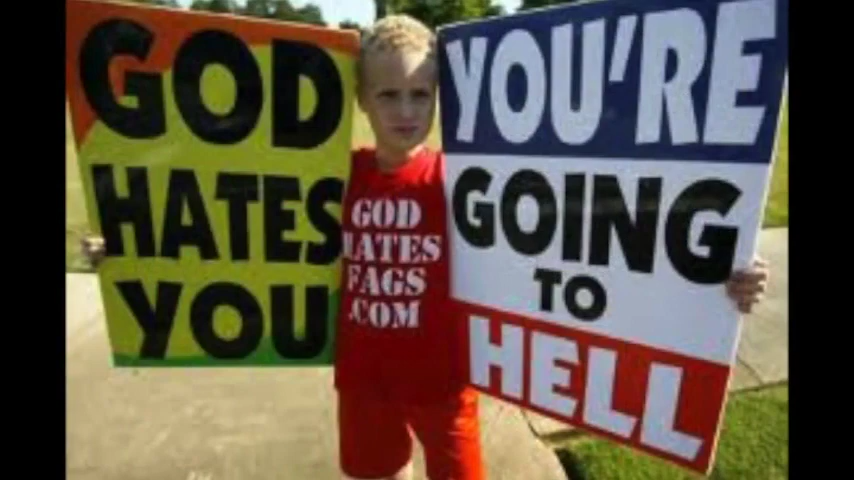 GOD
HATES
YOU
GOD
HATES
FAGS
.COM
YOU'RE
GOING
TO
HELL